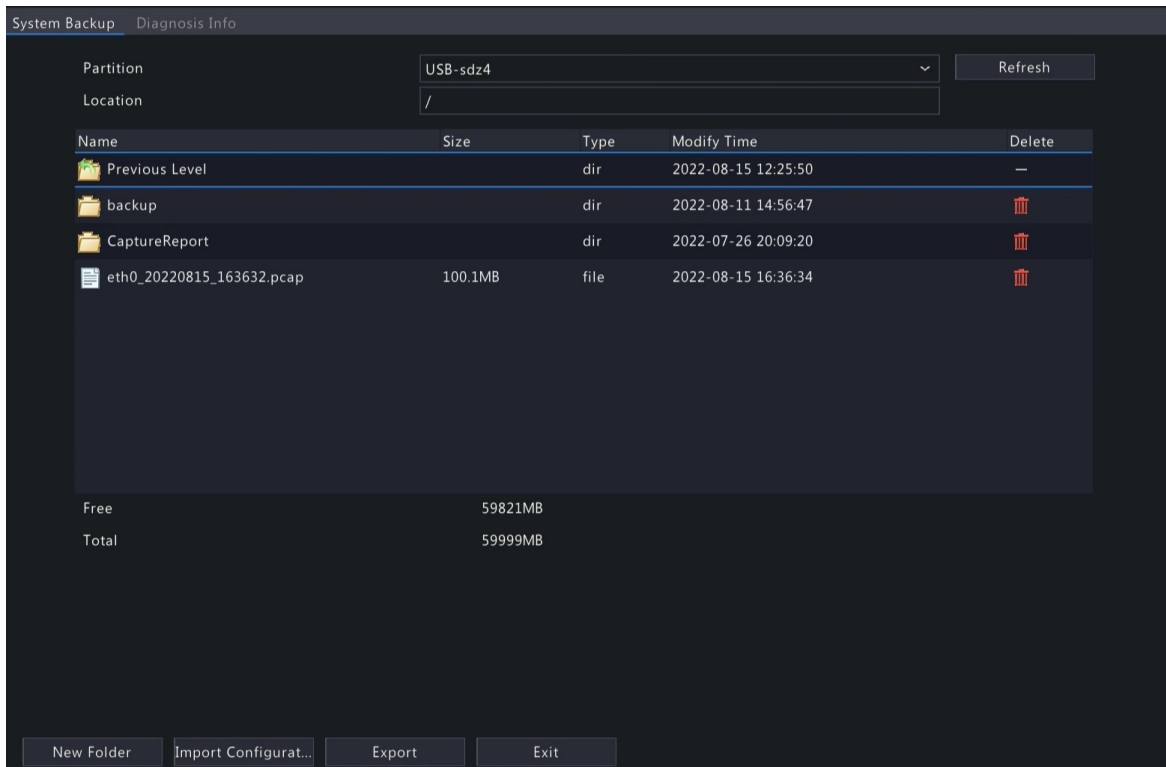 System Backup Diagnosis Info
Partition USB-sdz4 Refresh
Location /
Name Size Type Modify Time Delete
Previous Level dir 2022-08-15 12:25:50 —
backup dir 2022-08-11 14:56:47
CaptureReport dir 2022-07-26 20:09:20
eth0_20220815_163632.pcap 100.1MB file 2022-08-15 16:36:34
Free 59821MB
Total 59999MB
New Folder Import Configurat... Export Exit